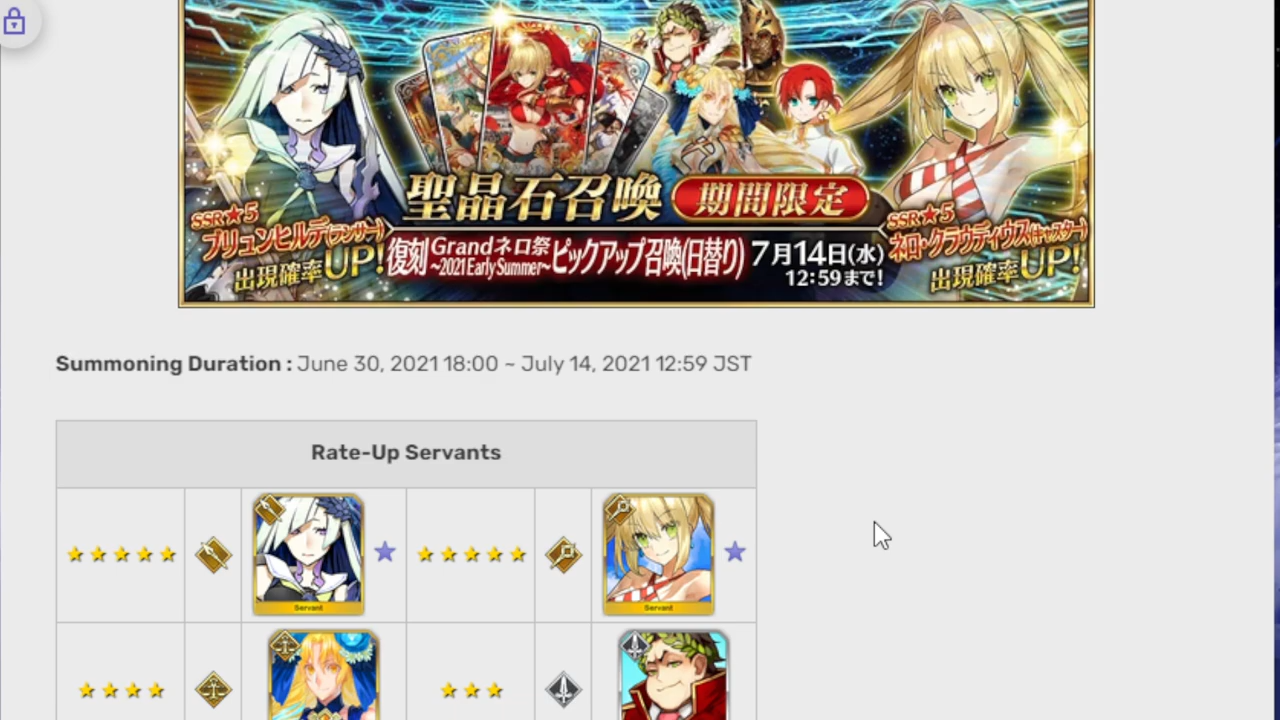 聖晶石召喚 期間限定
SSR★5
ブリュンヒルデ(ランサー)
出現確率UP!
復刻 Grandネロ祭 ~2021 Early Summer~ ピックアップ召喚(日替り)
7月14日(水)
12:59まで!
SSR★5
ネロ・クラウディウス(キャスター)
出現確率UP!
Summoning Duration : June 30, 2021 18:00 ~ July 14, 2021 12:59 JST
Rate-Up Servants
Servant
Servant